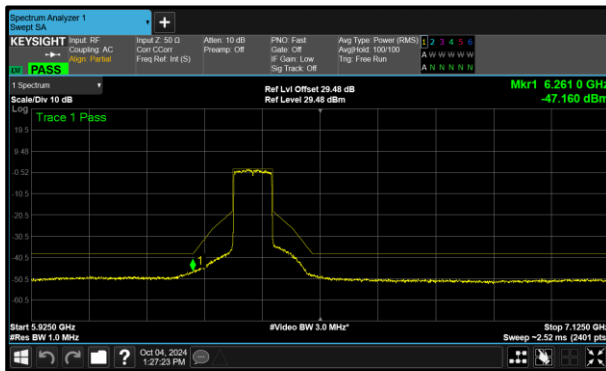 Spectrum Analyzer 1
Swept SA
KEYSIGHT
Input: RF
Coupling: AC
Align: Partial
Input Z: 50 Ω
Corr CCorr
Freq Ref: Int (S)
Atten: 10 dB
Preamp: Off
PNO: Fast
Gate: Off
IF Gain: Low
Sig Track: Off
Avg Type: Power (RMS)
Avg|Hold: 100/100
Trig: Free Run
1 2 3 4 5 6
A W W W W W
A N N N N N
PASS
1 Spectrum
Scale/Div 10 dB
Ref Lvl Offset 29.48 dB
Ref Level 29.48 dBm
Mkr1 6.261 0 GHz
-47.160 dBm
Log
Trace 1 Pass
19.5
9.48
-0.52
-10.5
-20.5
-30.5
-40.5
-50.5
-60.5
1
Start 5.9250 GHz
#Res BW 1.0 MHz
#Video BW 3.0 MHz*
Stop 7.1250 GHz
Sweep ~2.52 ms (2401 pts)
?
Oct 04, 2024
1:27:23 PM